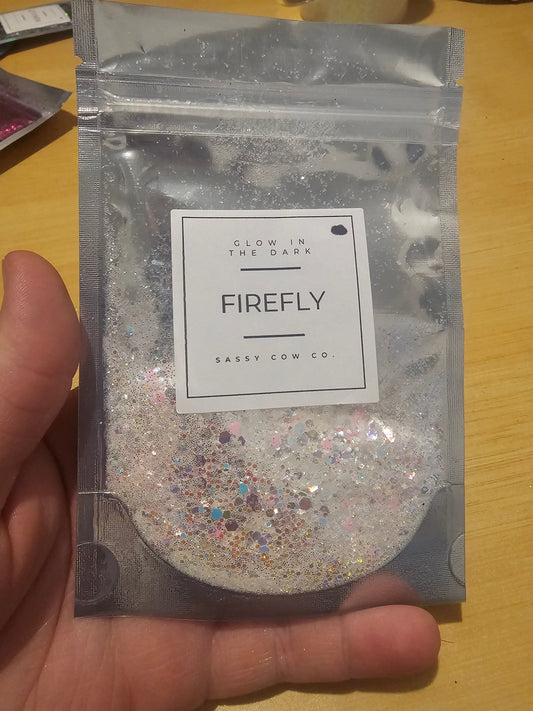 GLOW IN
THE DARK
FIREFLY
SASSY COW CO.